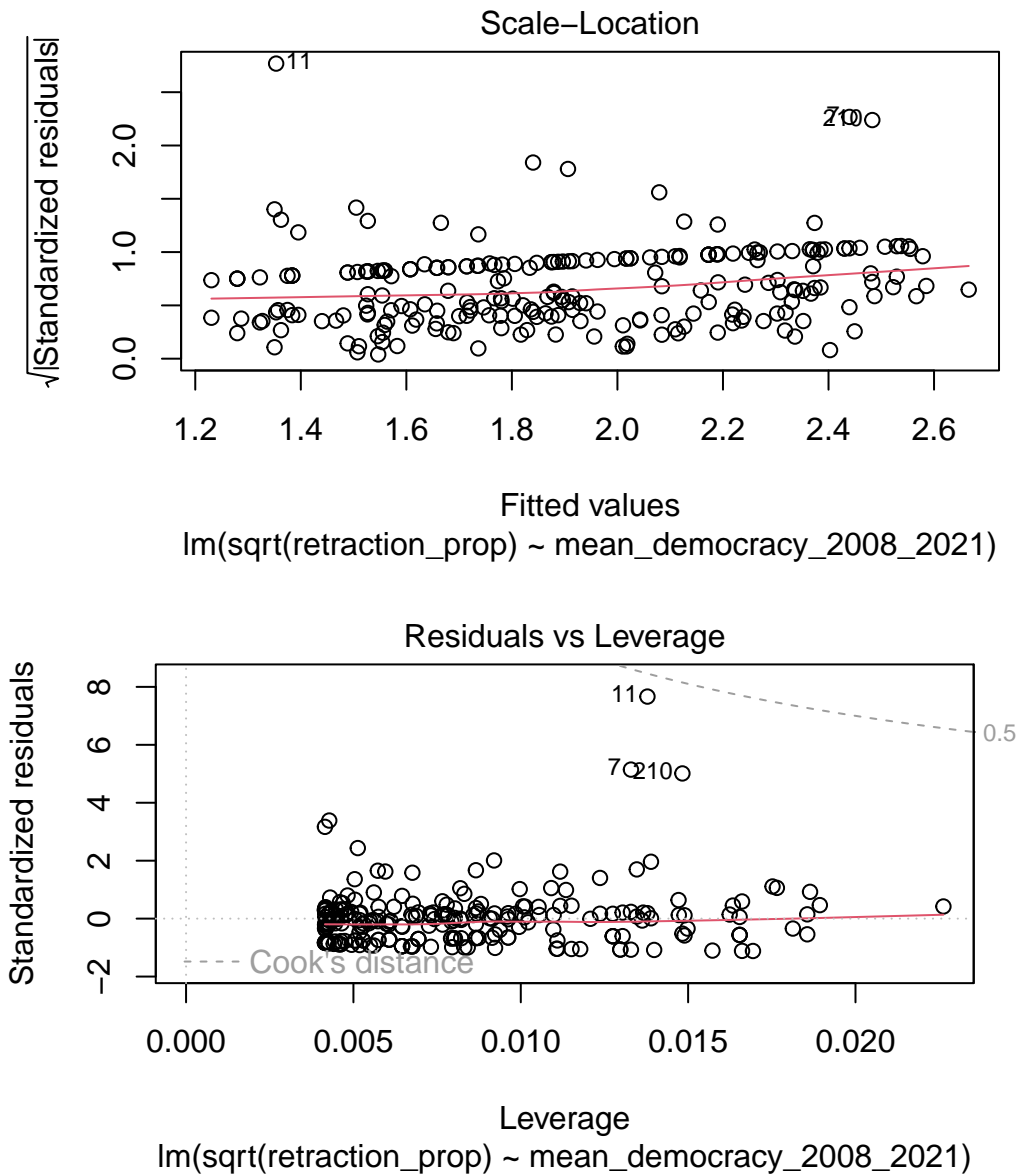 Scale−Location
√|Standardized residuals|
0.0 1.0 2.0
11
7
210
1.2 1.4 1.6 1.8 2.0 2.2 2.4 2.6
Fitted values
lm(sqrt(retraction_prop) ~ mean_democracy_2008_2021)
Residuals vs Leverage
Standardized residuals
−2 0 2 4 6 8
11
7
210
0.5
Cook's distance
0.000 0.005 0.010 0.015 0.020
Leverage
lm(sqrt(retraction_prop) ~ mean_democracy_2008_2021)